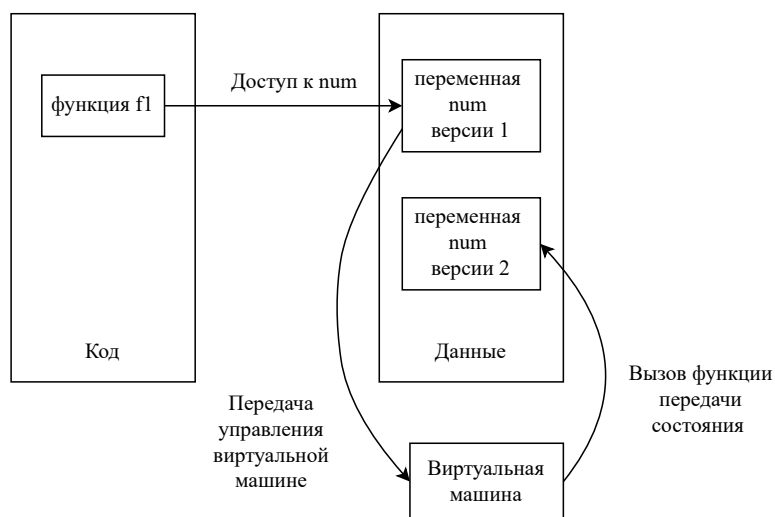 функция f1
Доступ к num
переменная
num
версии 1
переменная
num
версии 2
Код
Данные
Передача
управления
виртуальной
машине
Вызов функции
передачи
состояния
Виртуальная
машина